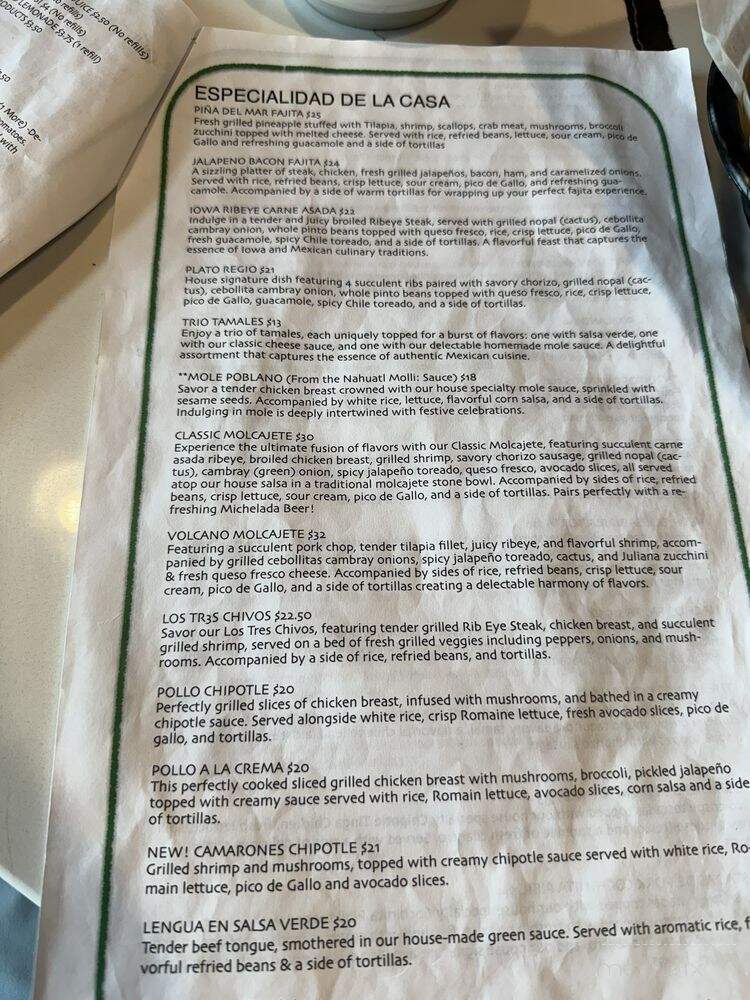 JUICE $2.50 (No refills)
(No refills)
LEMONADE $3.75 (1 refill)
ODUCTS $3.50
ESPECIALIDAD DE LA CASA
PIÑA DEL MAR FAJITA $25
Fresh grilled pineapple stuffed with Tilapia, shrimp, scallops, crab meat, mushrooms, broccoli
zucchini topped with melted cheese. Served with rice, refried beans, lettuce, sour cream, pico de
Gallo and refreshing guacamole and a side of tortillas
JALAPENO BACON FAJITA $24
A sizzling platter of steak, chicken, fresh grilled jalapeños, bacon, ham, and caramelized onions.
Served with rice, refried beans, crisp lettuce, sour cream, pico de Gallo, and refreshing gua-
camole. Accompanied by a side of warm tortillas for wrapping up your perfect fajita experience.
IOWA RIBEYE CARNE ASADA $22
Indulge in a tender and juicy broiled Ribeye Steak, served with grilled nopal (cactus), cebollita
cambray onion, whole pinto beans topped with queso fresco, rice, crisp lettuce, pico de Gallo,
fresh guacamole, spicy Chile toreado, and a side of tortillas. A flavorful feast that captures the
essence of Iowa and Mexican culinary traditions.
PLATO REGIO $21
House signature dish featuring 4 succulent ribs paired with savory chorizo, grilled nopal (cac-
tus), cebollita cambray onion, whole pinto beans topped with queso fresco, rice, crisp lettuce,
pico de Gallo, guacamole, spicy Chile toreado, and a side of tortillas.
TRIO TAMALES $13
Enjoy a trio of tamales, each uniquely topped for a burst of flavors: one with salsa verde, one
with our classic cheese sauce, and one with our delectable homemade mole sauce. A delightful
assortment that captures the essence of authentic Mexican cuisine.
**MOLE POBLANO (From the Nahuatl Molli: Sauce) $18
Savor a tender chicken breast crowned with our house specialty mole sauce, sprinkled with
sesame seeds. Accompanied by white rice, lettuce, flavorful corn salsa, and a side of tortillas.
Indulging in mole is deeply intertwined with festive celebrations.
CLASSIC MOLCAJETE $30
Experience the ultimate fusion of flavors with our Classic Molcajete, featuring succulent carne
asada ribeye, broiled chicken breast, grilled shrimp, savory chorizo sausage, grilled nopal (cac-
tus), cambray (green) onion, spicy jalapeño toreado, queso fresco, avocado slices, all served
atop our house salsa in a traditional molcajete stone bowl. Accompanied by sides of rice, refried
beans, crisp lettuce, sour cream, pico de Gallo, and a side of tortillas. Pairs perfectly with a re-
freshing Michelada Beer!
VOLCANO MOLCAJETE $32
Featuring a succulent pork chop, tender tilapia fillet, juicy ribeye, and flavorful shrimp, accom-
panied by grilled cebollitas cambray onions, spicy jalapeño toreado, cactus, and Juliana zucchini
& fresh queso fresco cheese. Accompanied by sides of rice, refried beans, crisp lettuce, sour
cream, pico de Gallo, and a side of tortillas creating a delectable harmony of flavors.
LOS TR3S CHIVOS $22.50
Savor our Los Tres Chivos, featuring tender grilled Rib Eye Steak, chicken breast, and succulent
grilled shrimp, served on a bed of fresh grilled veggies including peppers, onions, and mush-
rooms. Accompanied by a side of rice, refried beans, and tortillas.
POLLO CHIPOTLE $20
Perfectly grilled slices of chicken breast, infused with mushrooms, and bathed in a creamy
chipotle sauce. Served alongside white rice, crisp Romaine lettuce, fresh avocado slices, pico de
gallo, and tortillas.
POLLO A LA CREMA $20
This perfectly cooked sliced grilled chicken breast with mushrooms, broccoli, pickled jalapeño
topped with creamy sauce served with rice, Romain lettuce, avocado slices, corn salsa and a side
of tortillas.
NEW! CAMARONES CHIPOTLE $21
Grilled shrimp and mushrooms, topped with creamy chipotle sauce served with white rice, Ro-
main lettuce, pico de Gallo and avocado slices.
LENGUA EN SALSA VERDE $20
Tender beef tongue, smothered in our house-made green sauce. Served with aromatic rice, f
vorful refried beans & a side of tortillas.